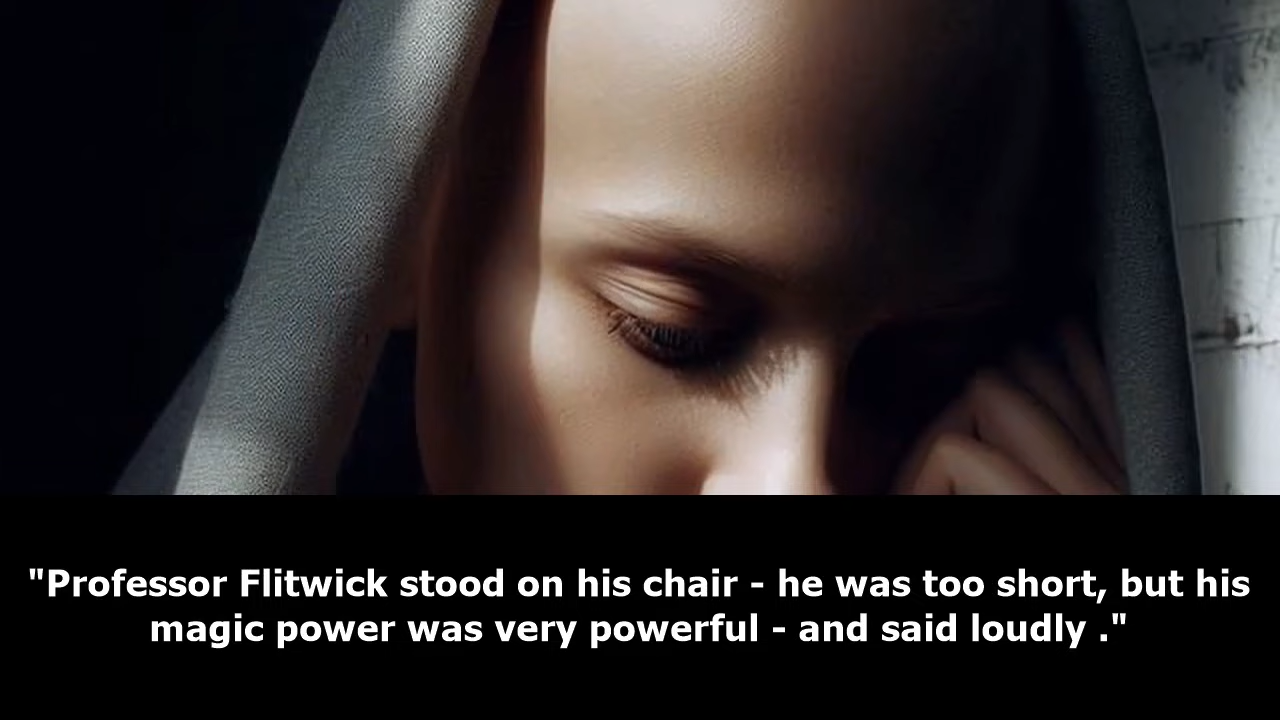 "Professor Flitwick stood on his chair - he was too short, but his
magic power was very powerful - and said loudly ."